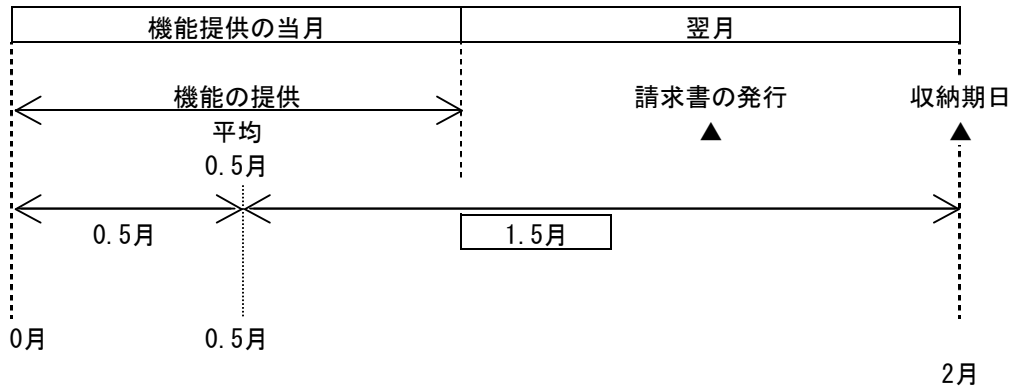 機能提供の当月 翌月
機能の提供 請求書の発行 収納期日
平均 ▲ ▲
0.5月
0.5月 1.5月
0月 0.5月
2月